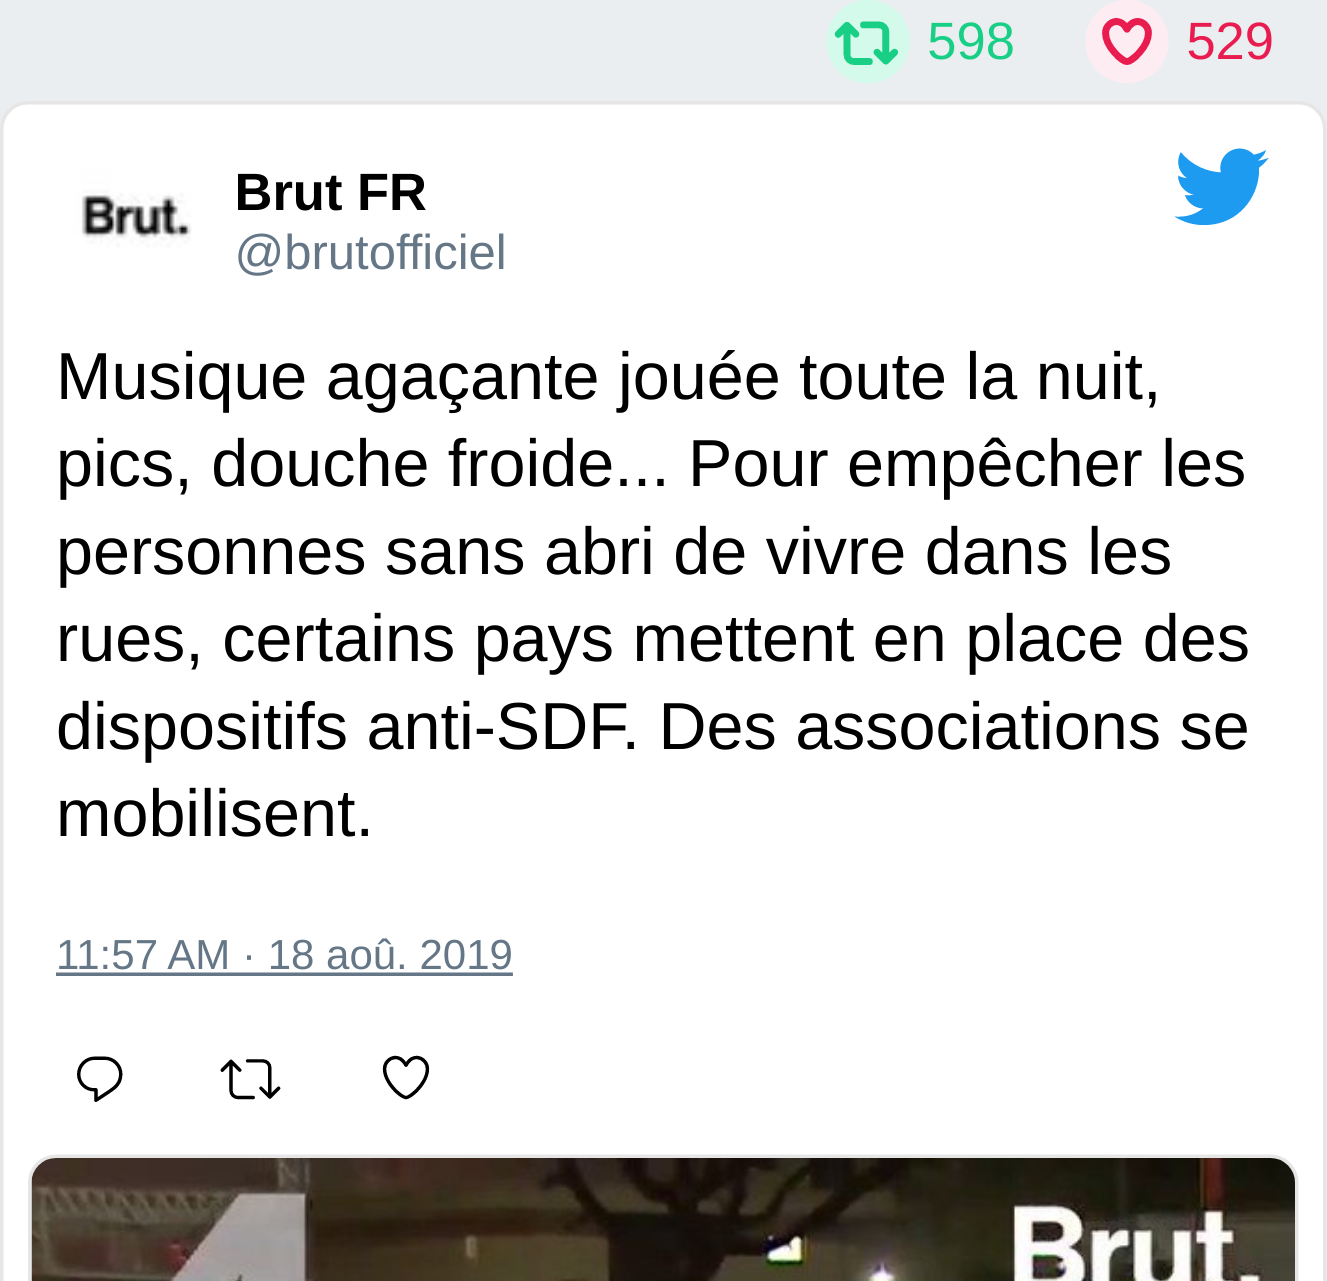 598 529
Brut.
Brut FR
@brutofficiel
Musique agaçante jouée toute la nuit,
pics, douche froide... Pour empêcher les
personnes sans abri de vivre dans les
rues, certains pays mettent en place des
dispositifs anti-SDF. Des associations se
mobilisent.
11:57 AM · 18 aoû. 2019
Brut.